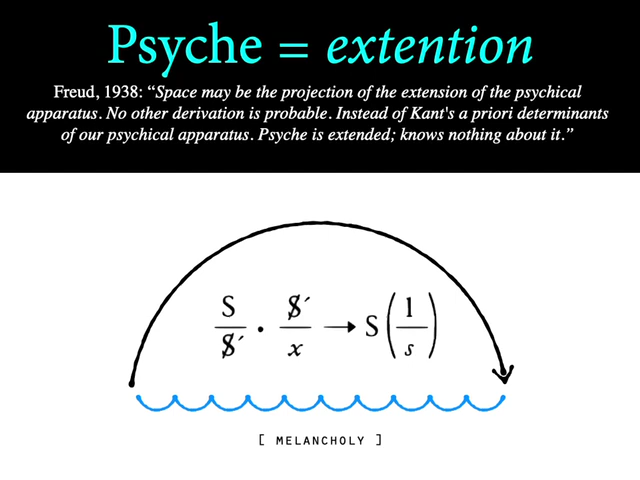 Psyche = extention
Freud, 1938: “Space may be the projection of the extension of the psychical
apparatus. No other derivation is probable. Instead of Kant's a priori determinants
of our psychical apparatus. Psyche is extended; knows nothing about it.”
S/$′ · $′/x → S(1/s)
[ MELANCHOLY ]